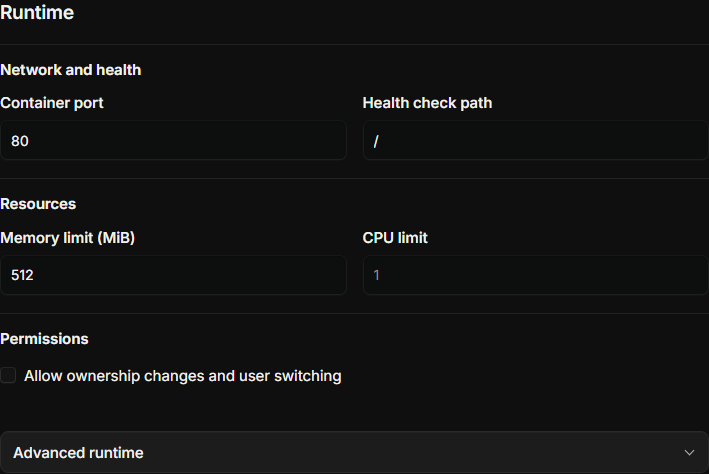 Runtime
Network and health
Container port
Health check path
80
/
Resources
Memory limit (MiB)
CPU limit
512
1
Permissions
Allow ownership changes and user switching
Advanced runtime